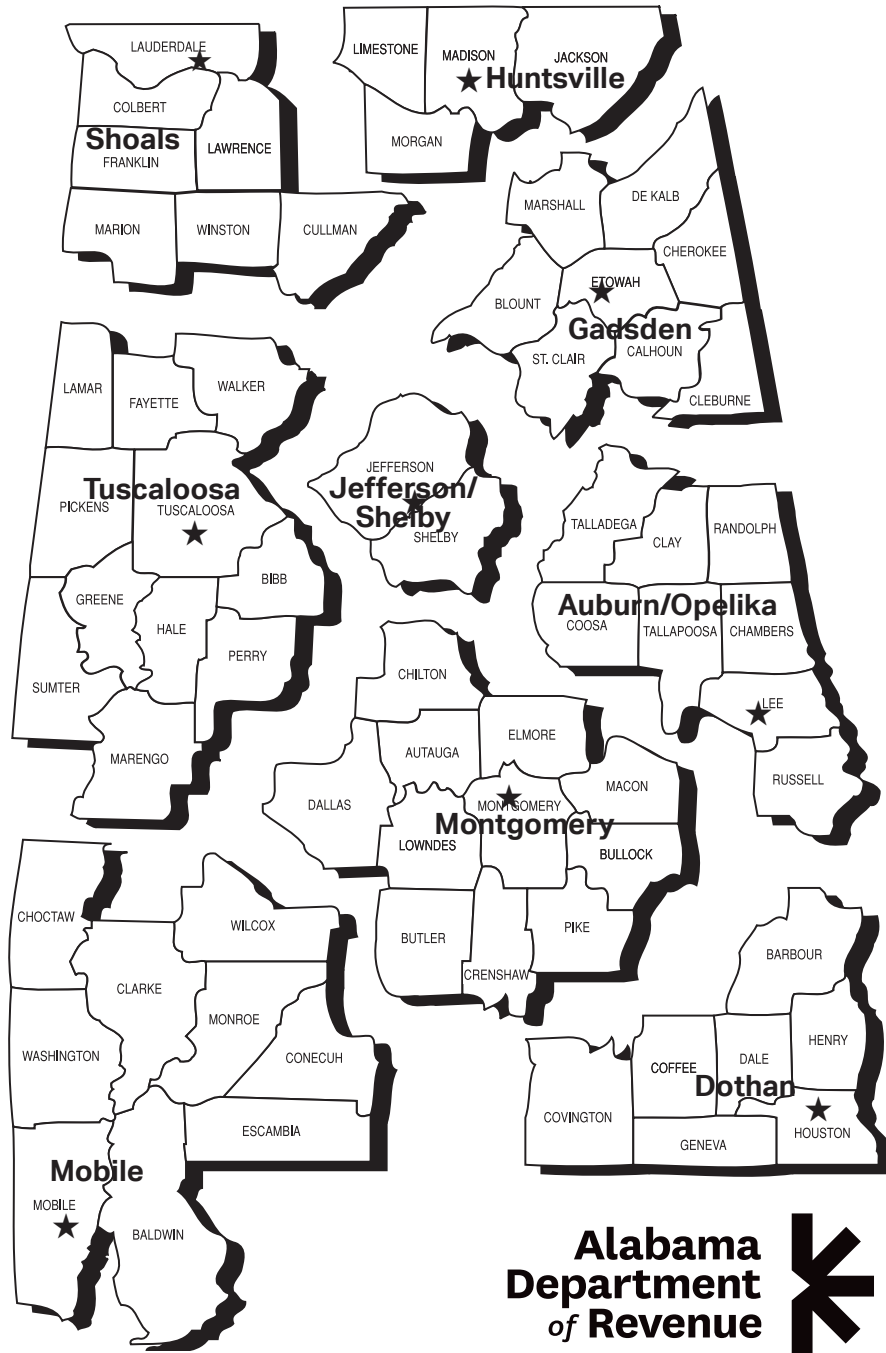 LAUDERDALE
COLBERT
Shoals
FRANKLIN
LAWRENCE
MARION
WINSTON
CULLMAN
LIMESTONE
MADISON
JACKSON
Huntsville
MORGAN
MARSHALL
DE KALB
CHEROKEE
ETOWAH
BLOUNT
Gadsden
ST. CLAIR
CALHOUN
CLEBURNE
LAMAR
FAYETTE
WALKER
PICKENS
Tuscaloosa
TUSCALOOSA
BIBB
GREENE
HALE
PERRY
SUMTER
MARENGO
JEFFERSON
Jefferson/
Shelby
SHELBY
TALLADEGA
CLAY
RANDOLPH
Auburn/Opelika
COOSA
TALLAPOOSA
CHAMBERS
LEE
RUSSELL
CHILTON
AUTAUGA
ELMORE
DALLAS
MONTGOMERY
MACON
Montgomery
LOWNDES
BULLOCK
BUTLER
CRENSHAW
PIKE
CHOCTAW
WILCOX
CLARKE
MONROE
WASHINGTON
CONECUH
ESCAMBIA
Mobile
MOBILE
BALDWIN
BARBOUR
HENRY
COFFEE
DALE
Dothan
COVINGTON
GENEVA
HOUSTON
Alabama
Department
of Revenue